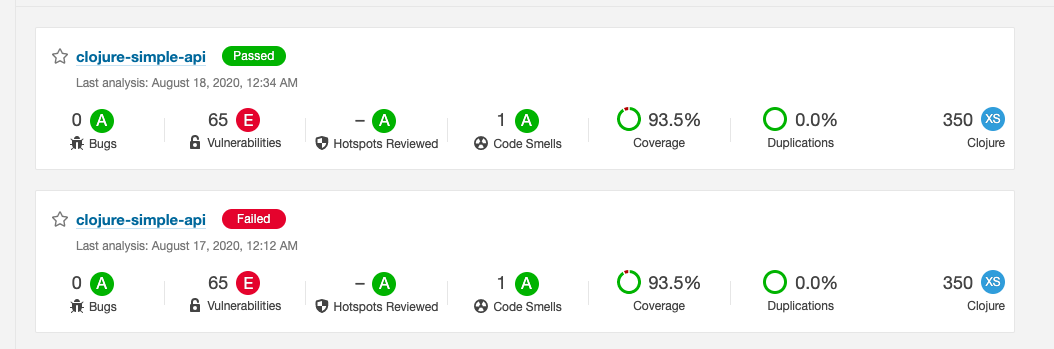 clojure-simple-api Passed
Last analysis: August 18, 2020, 12:34 AM
0 A 65 E – A 1 A 93.5% 0.0% 350 XS
Bugs Vulnerabilities Hotspots Reviewed Code Smells Coverage Duplications Clojure
clojure-simple-api Failed
Last analysis: August 17, 2020, 12:12 AM
0 A 65 E – A 1 A 93.5% 0.0% 350 XS
Bugs Vulnerabilities Hotspots Reviewed Code Smells Coverage Duplications Clojure